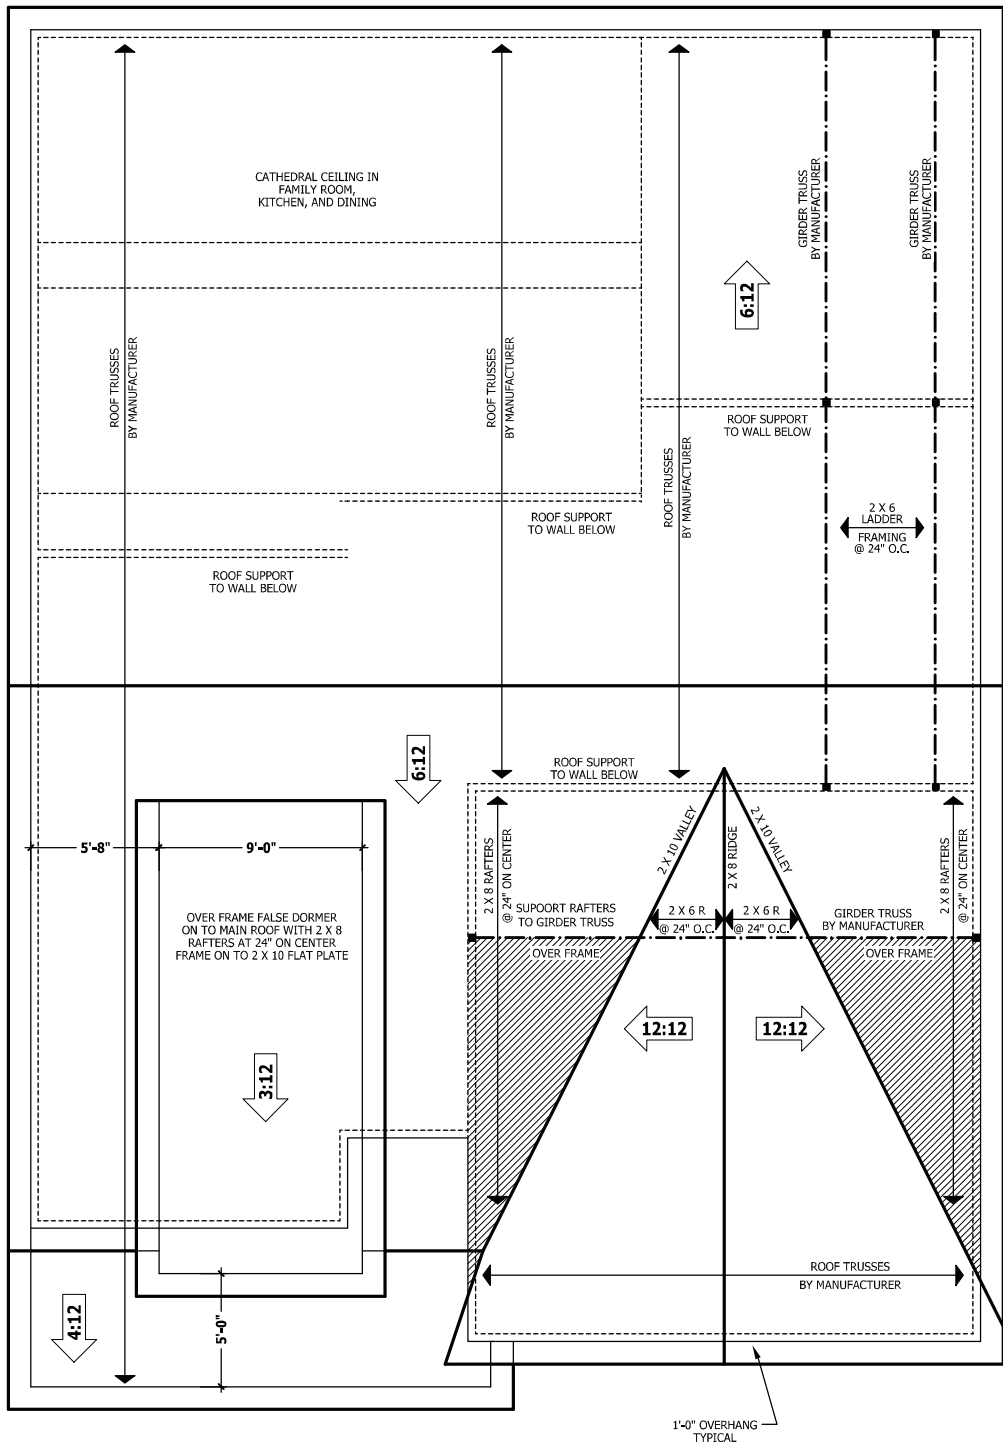 CATHEDRAL CEILING IN
FAMILY ROOM,
KITCHEN, AND DINING
GIRDER TRUSS
BY MANUFACTURER
GIRDER TRUSS
BY MANUFACTURER
6:12
ROOF TRUSSES
BY MANUFACTURER
ROOF TRUSSES
BY MANUFACTURER
ROOF TRUSSES
BY MANUFACTURER
ROOF SUPPORT
TO WALL BELOW
2 X 6
LADDER
FRAMING
@ 24" O.C.
ROOF SUPPORT
TO WALL BELOW
ROOF SUPPORT
TO WALL BELOW
6:12
ROOF SUPPORT
TO WALL BELOW
5'-8"
9'-0"
2 X 8 RAFTERS
@ 24" ON CENTER
2 X 10 VALLEY
2 X 8 RIDGE
2 X 10 VALLEY
2 X 8 RAFTERS
@ 24" ON CENTER
OVER FRAME FALSE DORMER
ON TO MAIN ROOF WITH 2 X 8
RAFTERS AT 24" ON CENTER
FRAME ON TO 2 X 10 FLAT PLATE
SUPOORT RAFTERS
TO GIRDER TRUSS
2 X 6 R
@ 24" O.C.
2 X 6 R
@ 24" O.C.
GIRDER TRUSS
BY MANUFACTURER
OVER FRAME
OVER FRAME
12:12
12:12
3:12
4:12
5'-0"
ROOF TRUSSES
BY MANUFACTURER
1'-0" OVERHANG
TYPICAL